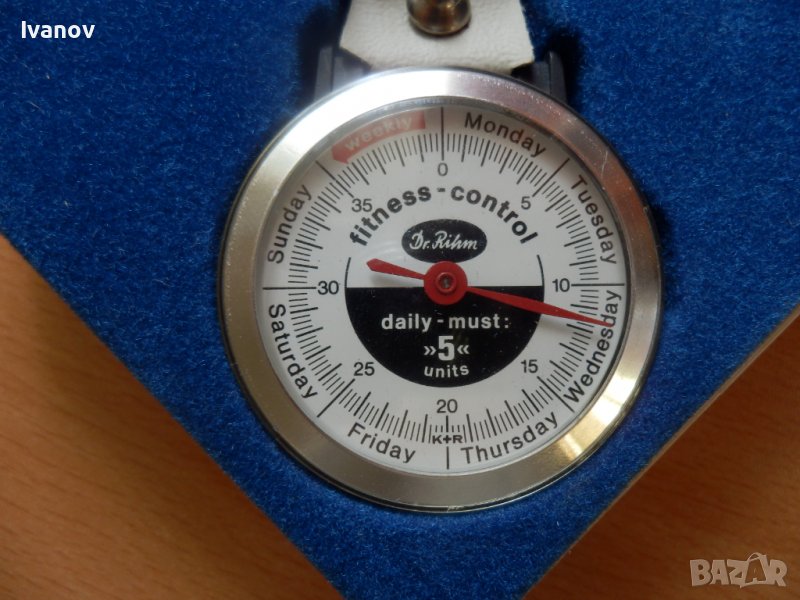 Ivanov
weekly
Monday
Tuesday
Wednesday
Thursday
Friday
Saturday
Sunday
0
5
10
15
20
25
30
35
fitness-control
Dr. Rihm
daily-must:
»5«
units
K+R
BAZAR